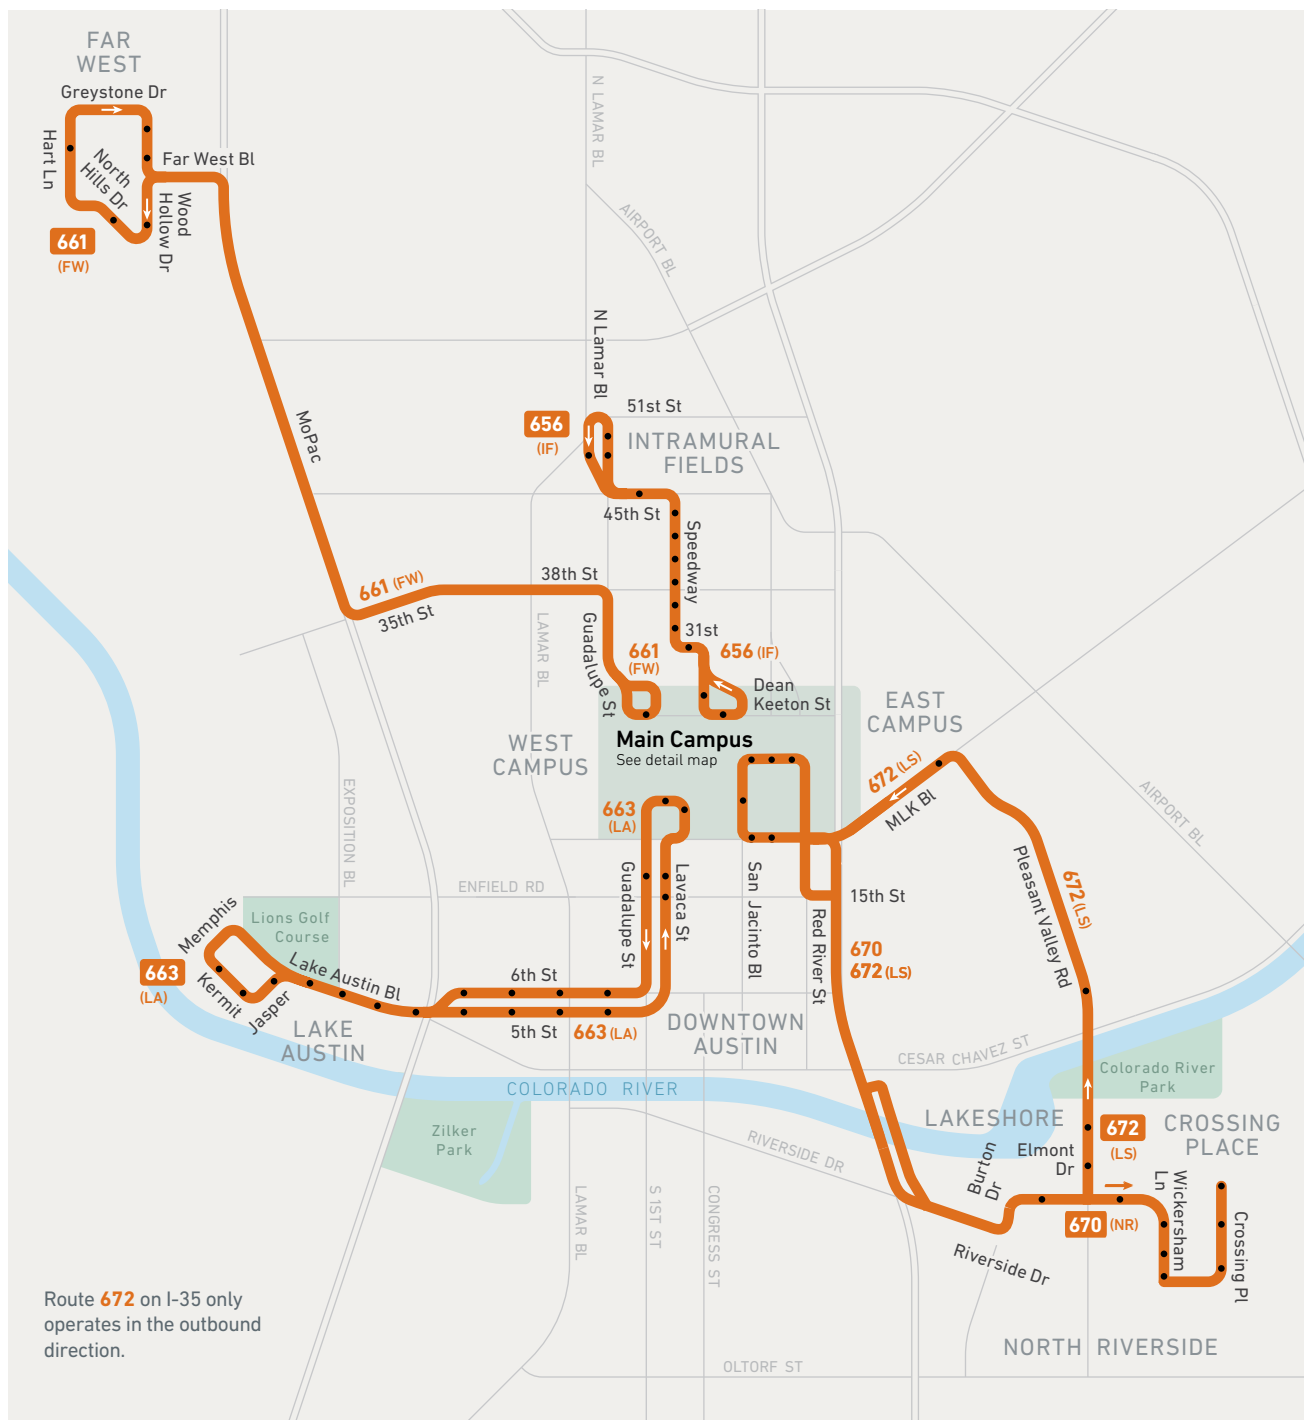 FAR
WEST
Greystone Dr
Hart Ln
North
Hills Dr
Far West Bl
Wood
Hollow Dr
661
(FW)
N LAMAR BL
AIRPORT BL
N Lamar Bl
51st St
656
(IF)
INTRAMURAL
FIELDS
MoPac
45th St
Speedway
661 (FW)
38th St
35th St
LAMAR BL
Guadalupe St
31st
661
(FW)
656 (IF)
Dean
Keeton St
EAST
CAMPUS
WEST
CAMPUS
Main Campus
See detail map
672 (LS)
MLK Bl
AIRPORT BL
EXPOSITION BL
663
(LA)
Guadalupe St
Lavaca St
San Jacinto Bl
Pleasant Valley Rd
672 (LS)
ENFIELD RD
15th St
Red River St
Memphis
Lions Golf
Course
663
(LA)
Kermit
Jasper
Lake Austin Bl
6th St
670
672 (LS)
LAKE
AUSTIN
5th St
663 (LA)
DOWNTOWN
AUSTIN
CESAR CHAVEZ ST
Colorado River
Park
COLORADO RIVER
LAKESHORE
672
(LS)
CROSSING
PLACE
Zilker
Park
RIVERSIDE DR
Burton
Dr
Elmont
Dr
LAMAR BL
S 1ST ST
CONGRESS ST
Wickersham
Ln
670 (NR)
Crossing Pl
Riverside Dr
Route 672 on I-35 only
operates in the outbound
direction.
NORTH RIVERSIDE
OLTORF ST